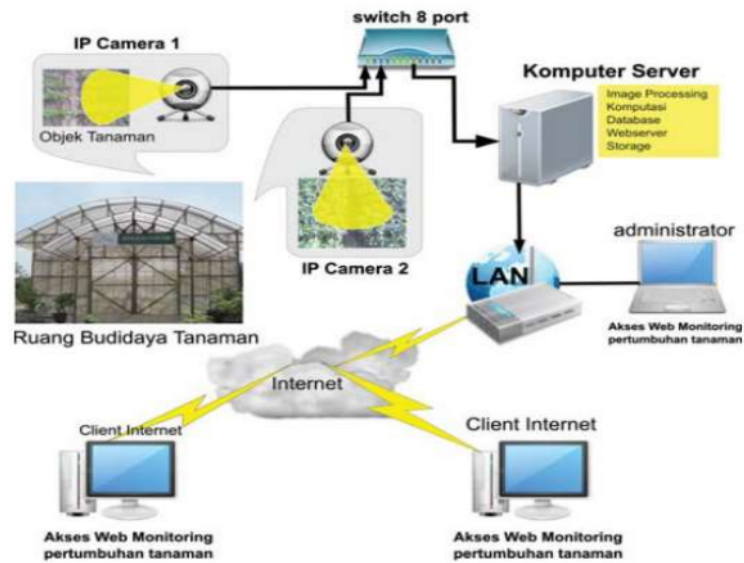 switch 8 port
IP Camera 1
Objek Tanaman
Komputer Server
Image Processing
Komputasi
Database
Webserver
Storage
IP Camera 2
Ruang Budidaya Tanaman
LAN
administrator
Akses Web Monitoring
pertumbuhan tanaman
Internet
Client Internet
Akses Web Monitoring
pertumbuhan tanaman
Client Internet
Akses Web Monitoring
pertumbuhan tanaman